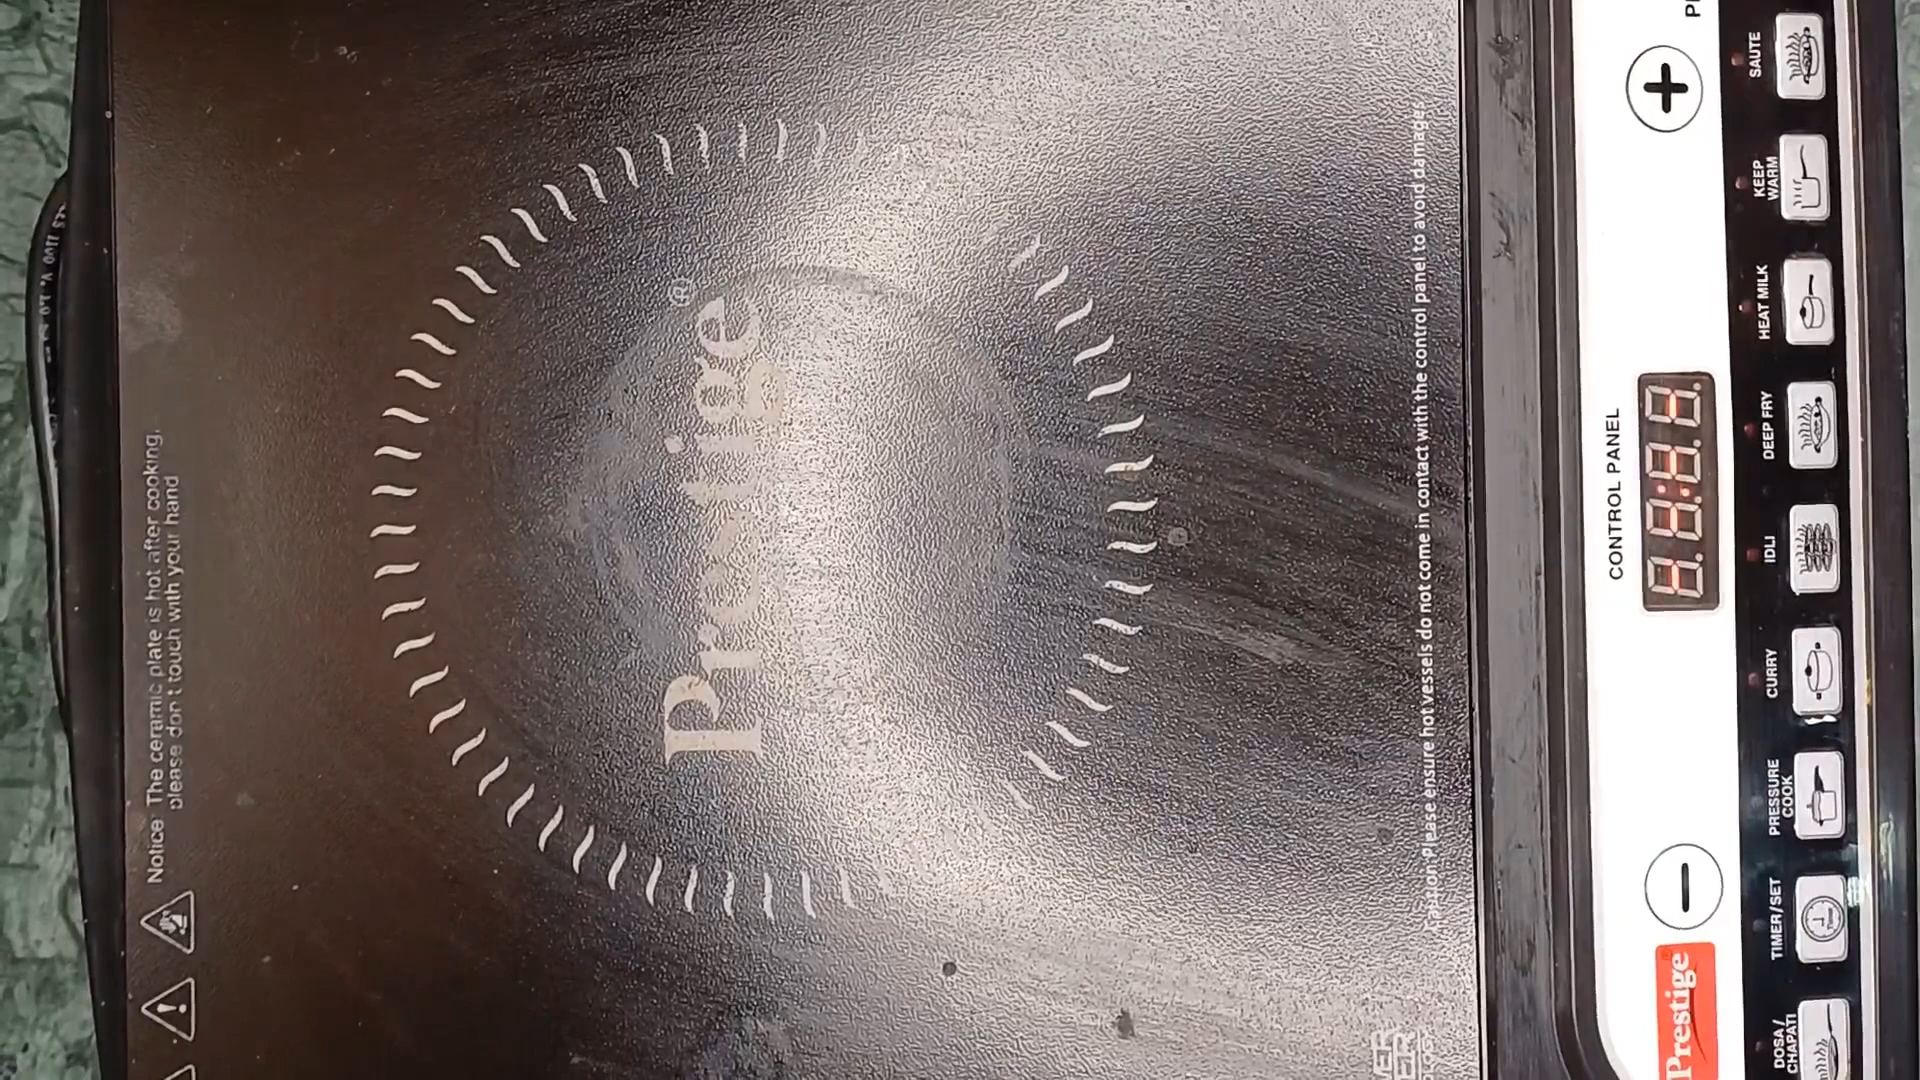 Notice: The ceramic plate is hot after cooking,
please don't touch with your hand
Prestige®
Please ensure hot vessels do not come in contact with the control panel to avoid damages
CONTROL PANEL
+
−
Prestige
DOSA/
CHAPATI
TIMER/SET
PRESSURE
COOK
CURRY
IDLI
DEEP FRY
HEAT MILK
KEEP
WARM
SAUTE